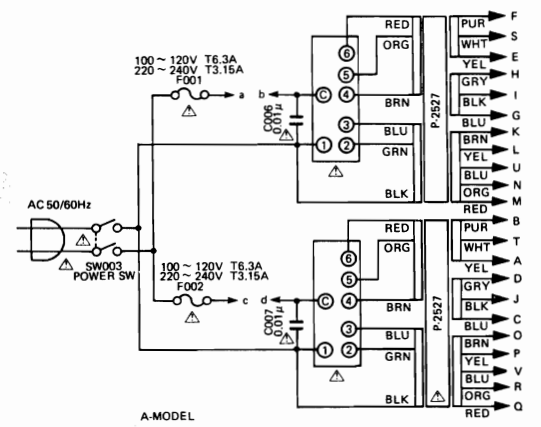 RED
ORG
BRN
BLU
GRN
BLK
6
5
C
4
3
1
2
P-2527
PUR
WHT
YEL
GRY
BLK
BLU
BRN
YEL
BLU
ORG
RED
F
S
E
H
I
G
K
L
U
N
M
100 ~ 120V T6.3A
220 ~ 240V T3.15A
F001
a
b
C006
0.01μ
AC 50/60Hz
SW003
POWER SW
100 ~ 120V T6.3A
220 ~ 240V T3.15A
F002
c
d
C007
0.01μ
RED
ORG
BRN
BLU
GRN
BLK
6
5
C
4
3
1
2
P-2527
PUR
WHT
YEL
GRY
BLK
BLU
BRN
YEL
BLU
ORG
RED
B
T
A
D
J
C
O
P
V
R
Q
A-MODEL